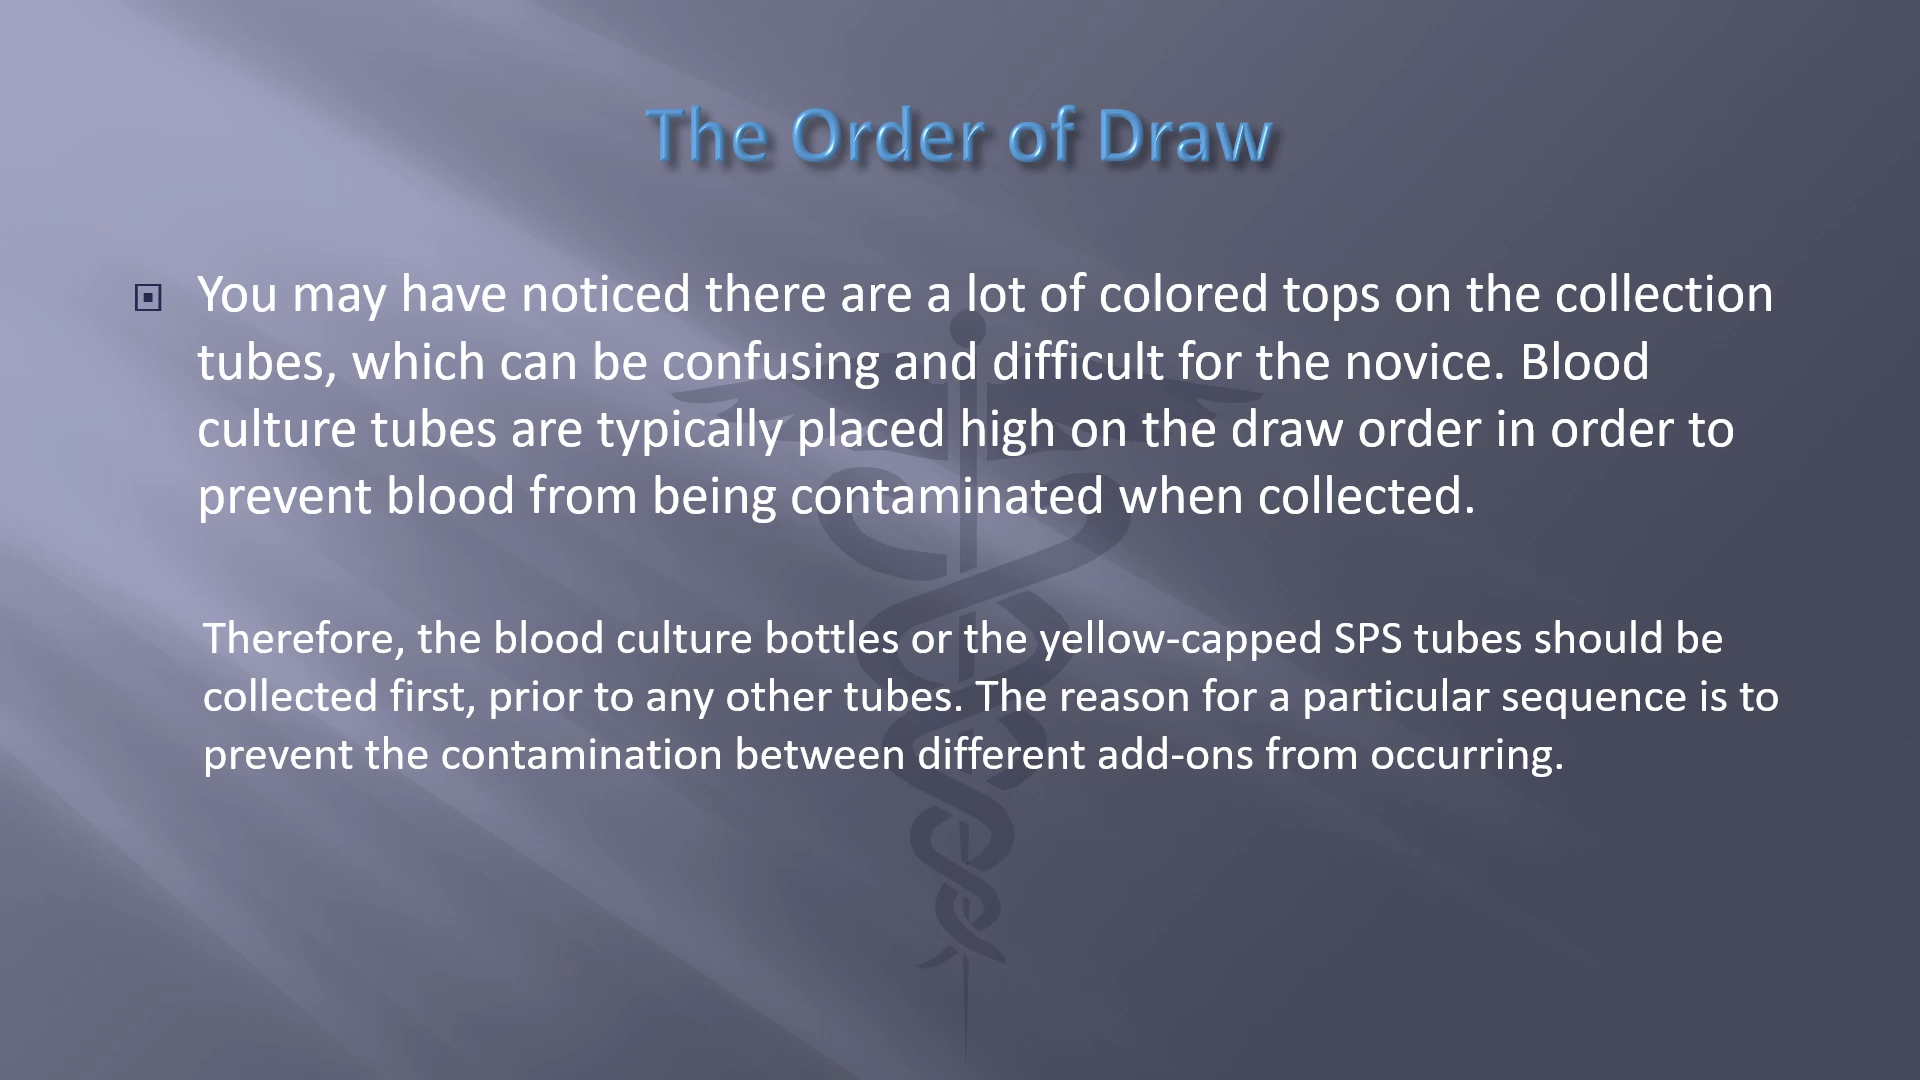 The Order of Draw
You may have noticed there are a lot of colored tops on the collection
tubes, which can be confusing and difficult for the novice. Blood
culture tubes are typically placed high on the draw order in order to
prevent blood from being contaminated when collected.
Therefore, the blood culture bottles or the yellow-capped SPS tubes should be
collected first, prior to any other tubes. The reason for a particular sequence is to
prevent the contamination between different add-ons from occurring.